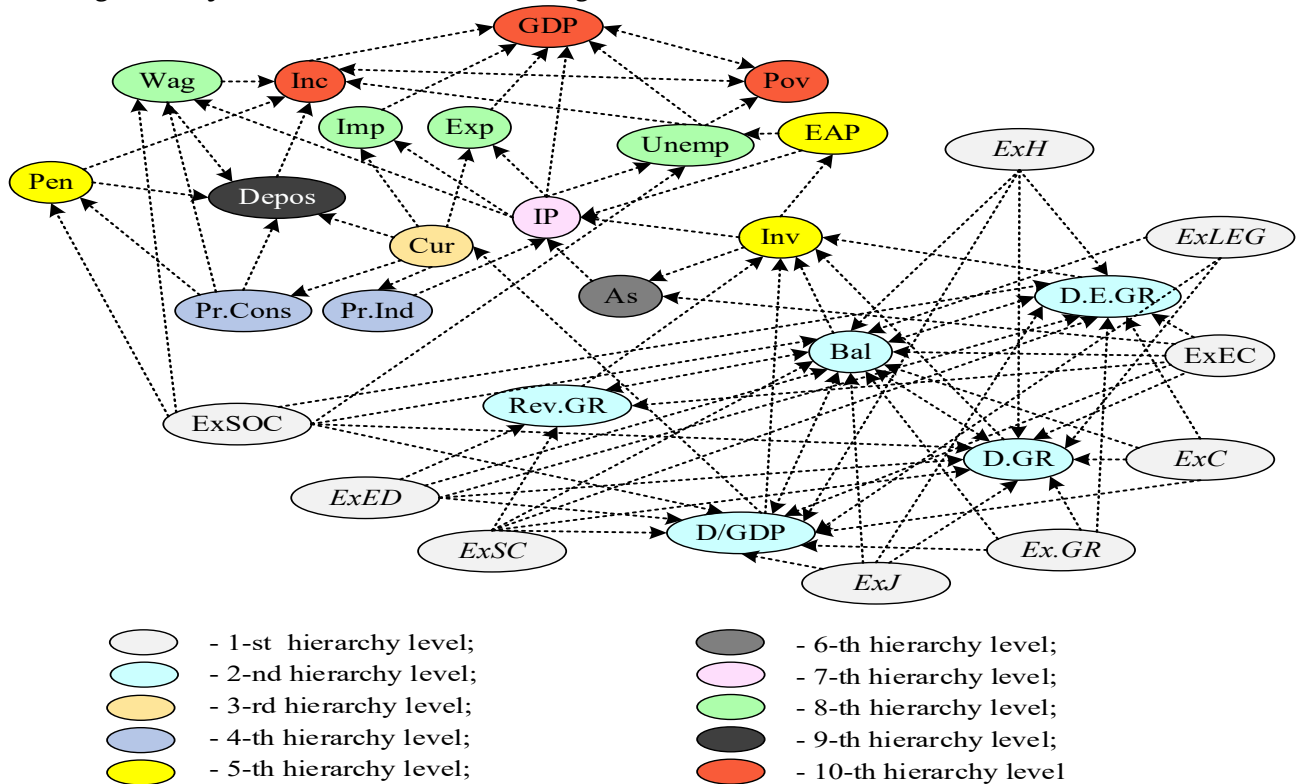 GDP
Wag
Inc
Pov
Imp
Exp
Unemp
EAP
ExH
Pen
Depos
IP
Cur
Inv
ExLEG
Pr.Cons
Pr.Ind
As
D.E.GR
Bal
ExEC
Rev.GR
ExSOC
D.GR
ExC
ExED
D/GDP
ExSC
Ex.GR
ExJ
- 1-st hierarchy level;
- 2-nd hierarchy level;
- 3-rd hierarchy level;
- 4-th hierarchy level;
- 5-th hierarchy level;
- 6-th hierarchy level;
- 7-th hierarchy level;
- 8-th hierarchy level;
- 9-th hierarchy level;
- 10-th hierarchy level